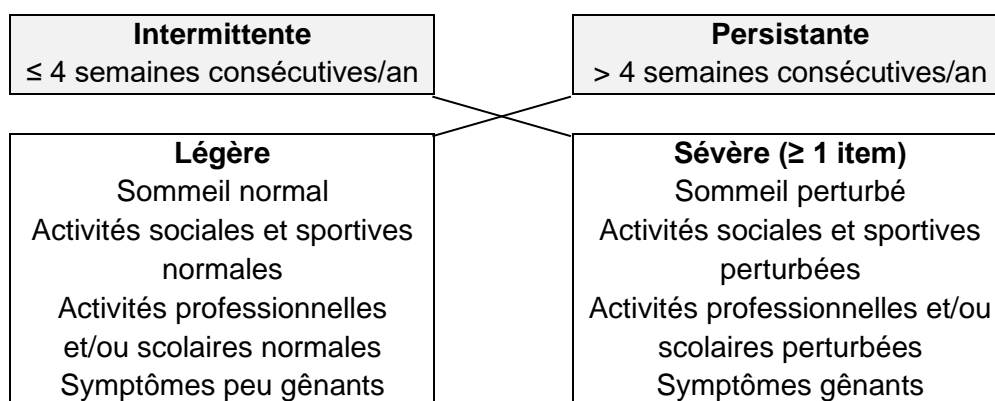 Intermittente
≤ 4 semaines consécutives/an
Persistante
> 4 semaines consécutives/an
Légère
Sommeil normal
Activités sociales et sportives
normales
Activités professionnelles
et/ou scolaires normales
Symptômes peu gênants
Sévère (≥ 1 item)
Sommeil perturbé
Activités sociales et sportives
perturbées
Activités professionnelles et/ou
scolaires perturbées
Symptômes gênants